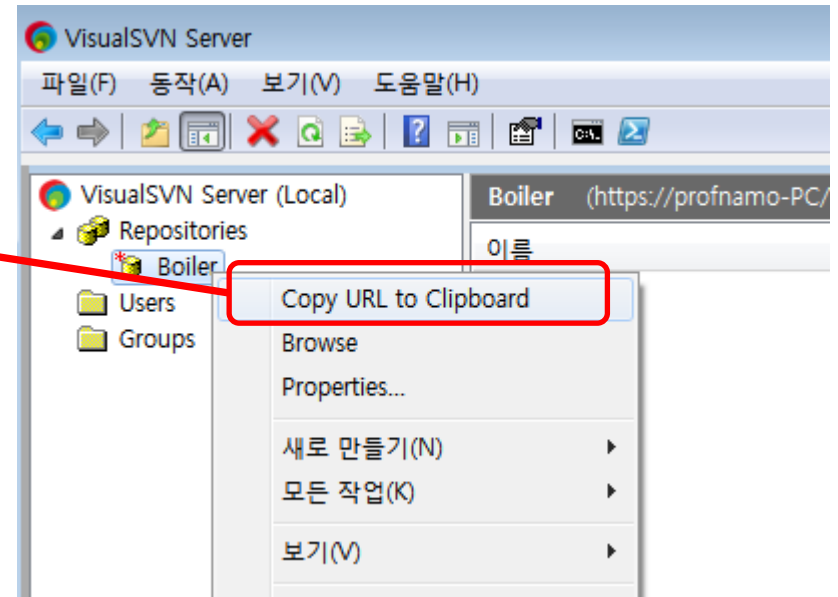 VisualSVN Server
파일(F) 동작(A) 보기(V) 도움말(H)
VisualSVN Server (Local)
Repositories
Boiler
Users
Groups
Boiler (https://profnamo-PC/
이름
Copy URL to Clipboard
Browse
Properties...
새로 만들기(N)
모든 작업(K)
보기(V)